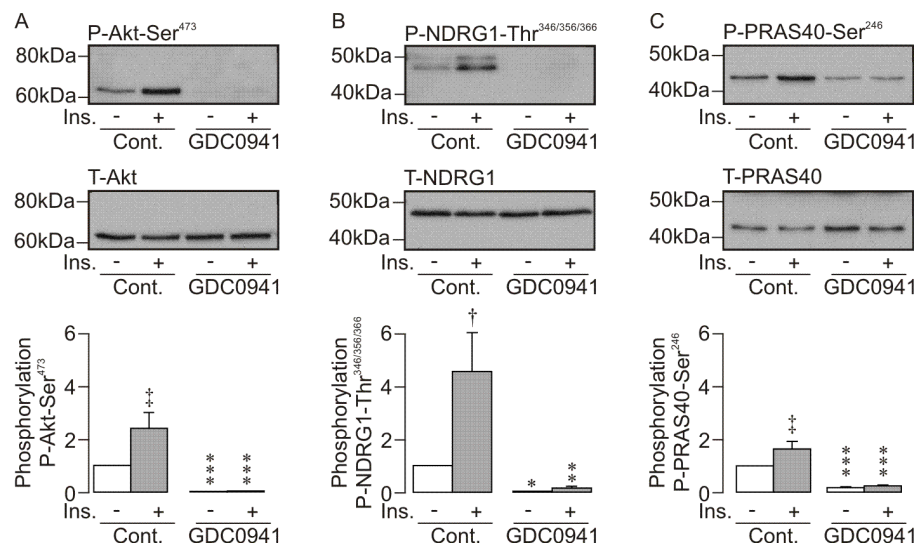 A
P-Akt-Ser⁴⁷³
80kDa
60kDa
Ins. - + - +
Cont. GDC0941
T-Akt
80kDa
60kDa
Ins. - + - +
Cont. GDC0941
Phosphorylation
P-Akt-Ser⁴⁷³
6
4
2
0
‡
*** ***
Ins. - + - +
Cont. GDC0941
B
P-NDRG1-Thr³⁴⁶/³⁵⁶/³⁶⁶
50kDa
40kDa
Ins. - + - +
Cont. GDC0941
T-NDRG1
50kDa
40kDa
Ins. - + - +
Cont. GDC0941
Phosphorylation
P-NDRG1-Thr³⁴⁶/³⁵⁶/³⁶⁶
6
4
2
0
†
* **
Ins. - + - +
Cont. GDC0941
C
P-PRAS40-Ser²⁴⁶
50kDa
40kDa
Ins. - + - +
Cont. GDC0941
T-PRAS40
50kDa
40kDa
Ins. - + - +
Cont. GDC0941
Phosphorylation
P-PRAS40-Ser²⁴⁶
6
4
2
0
‡
*** ***
Ins. - + - +
Cont. GDC0941